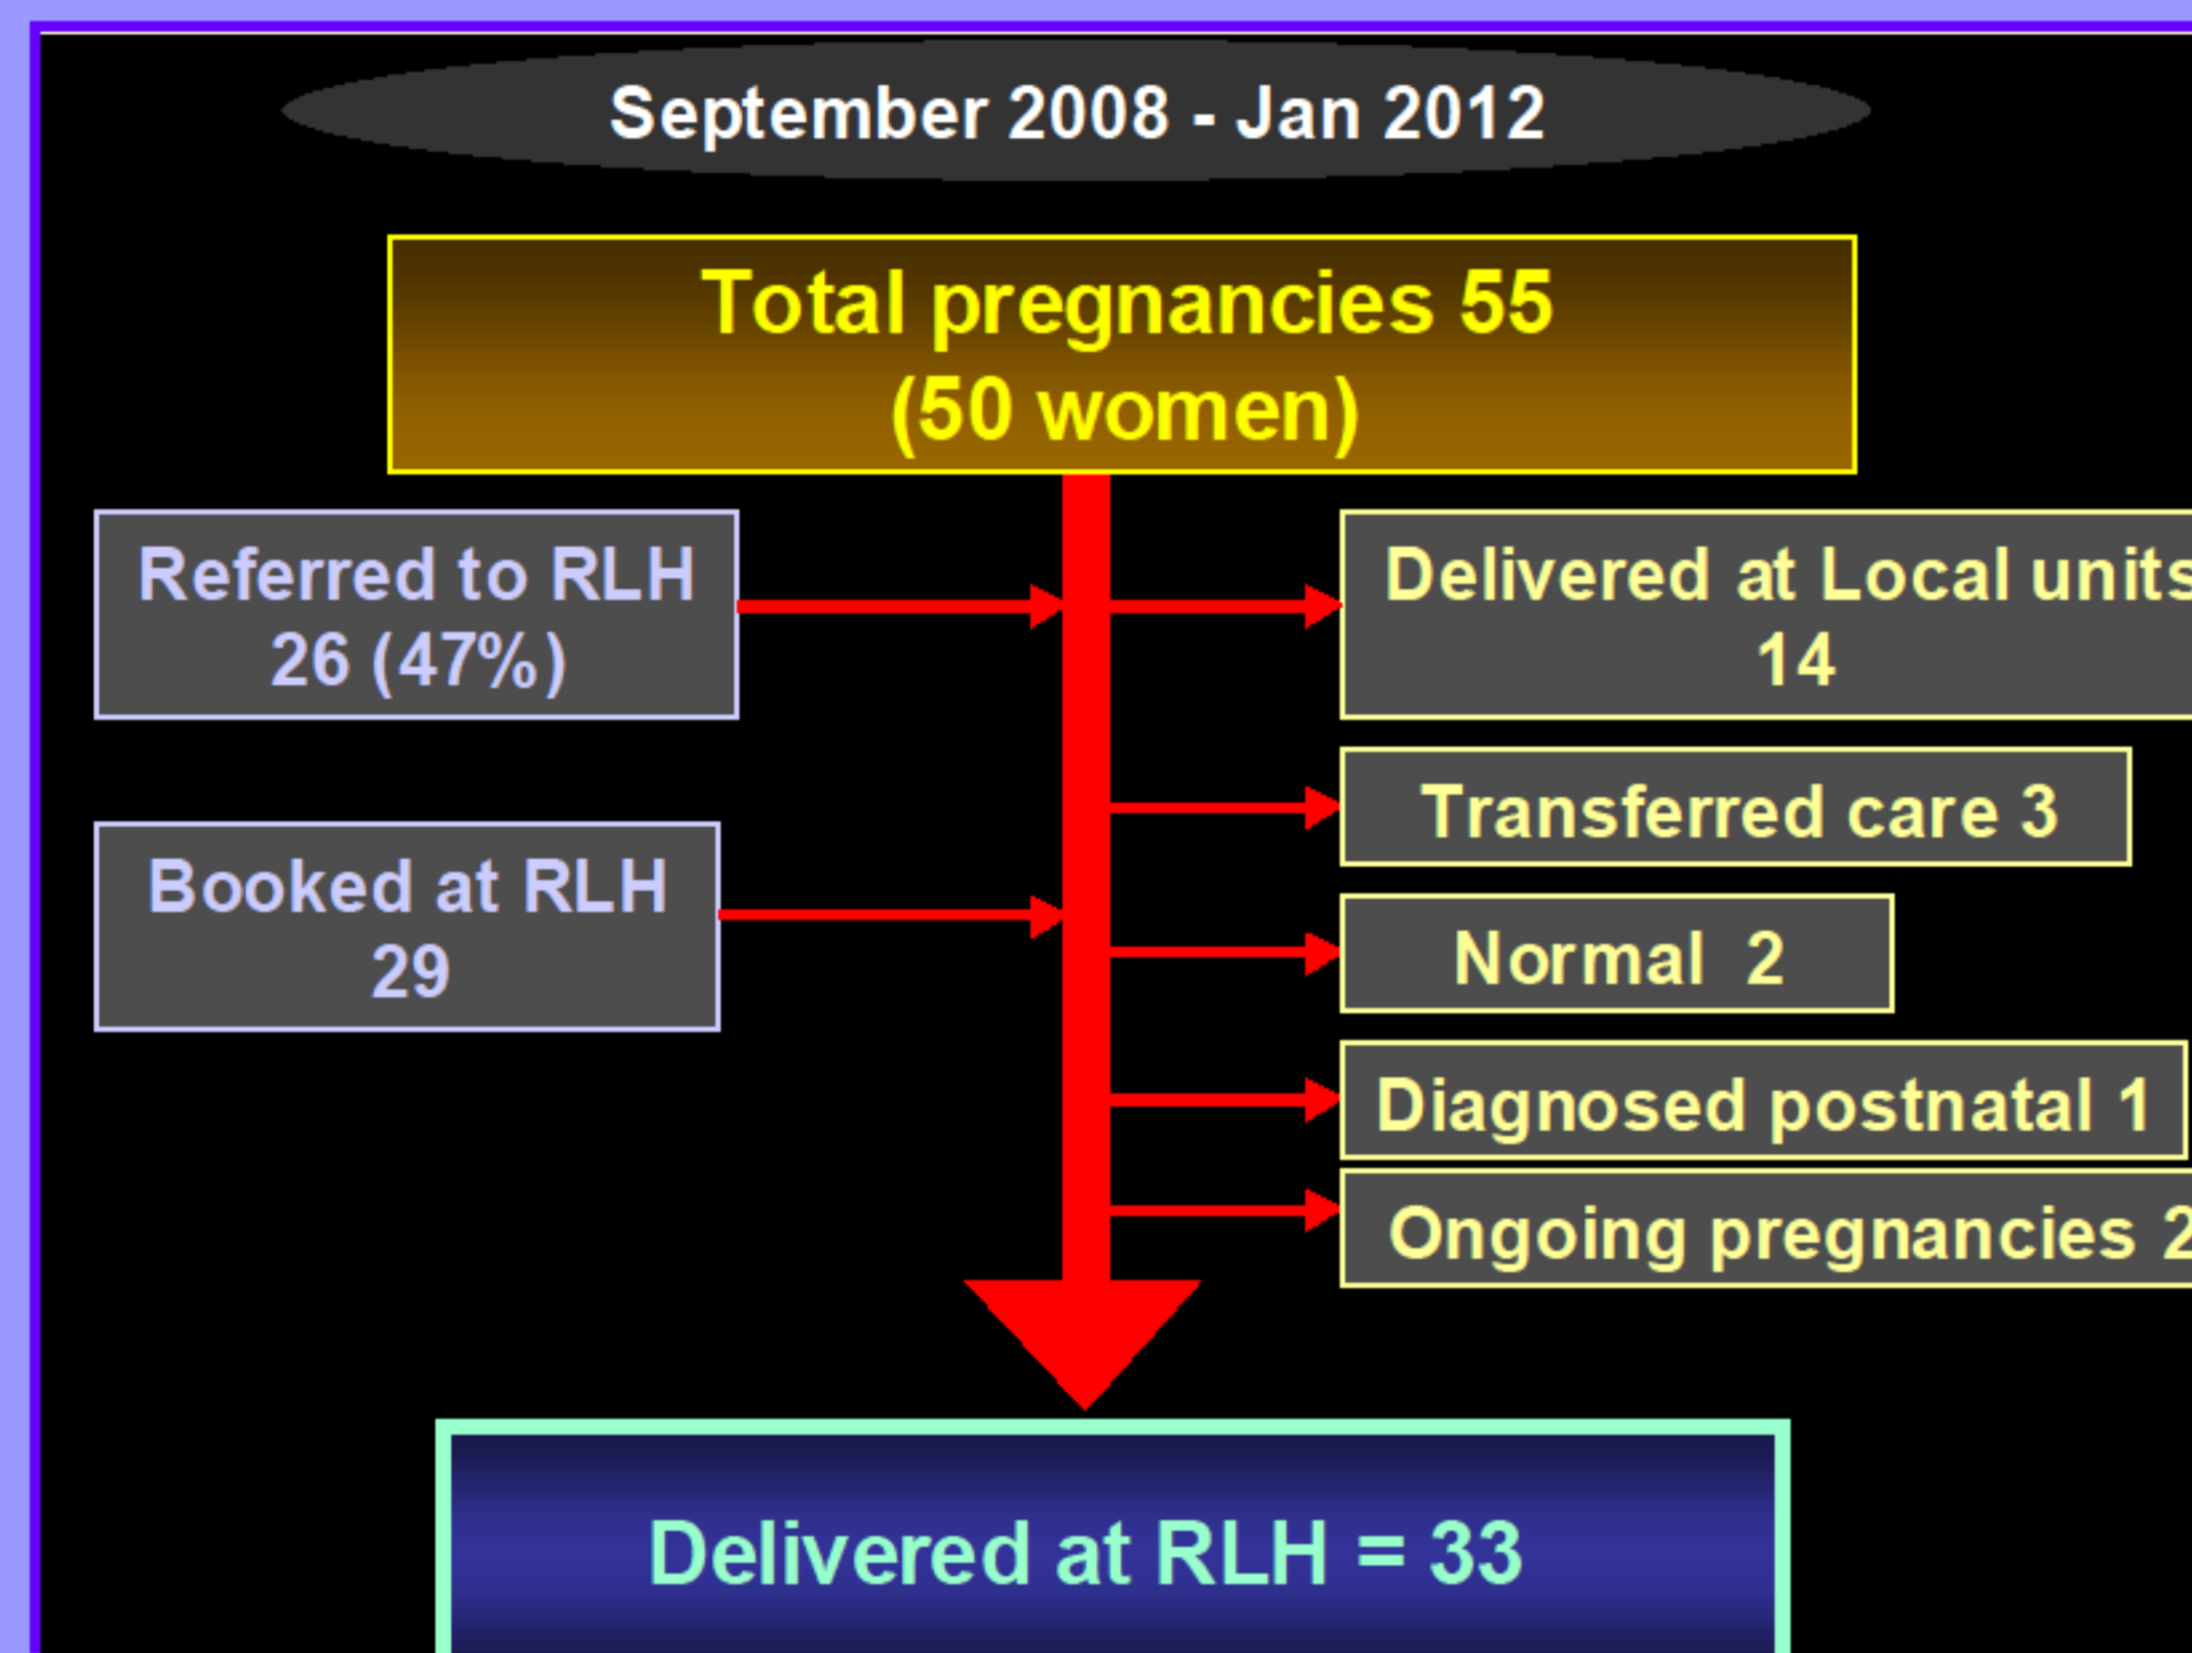 September 2008 - Jan 2012
Total pregnancies 55
(50 women)
Referred to RLH
26 (47%)
Delivered at Local units
14
Transferred care 3
Booked at RLH
29
Normal 2
Diagnosed postnatal 1
Ongoing pregnancies 2
Delivered at RLH = 33